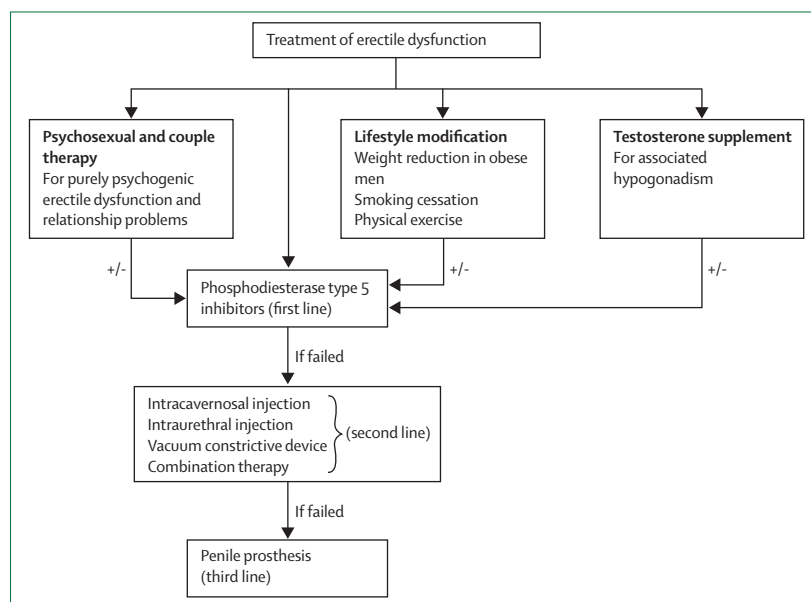 Treatment of erectile dysfunction
Psychosexual and couple
therapy
For purely psychogenic
erectile dysfunction and
relationship problems
Lifestyle modification
Weight reduction in obese
men
Smoking cessation
Physical exercise
Testosterone supplement
For associated
hypogonadism
+/-
+/-
+/-
Phosphodiesterase type 5
inhibitors (first line)
If failed
Intracavernosal injection
Intraurethral injection
Vacuum constrictive device
Combination therapy
(second line)
If failed
Penile prosthesis
(third line)